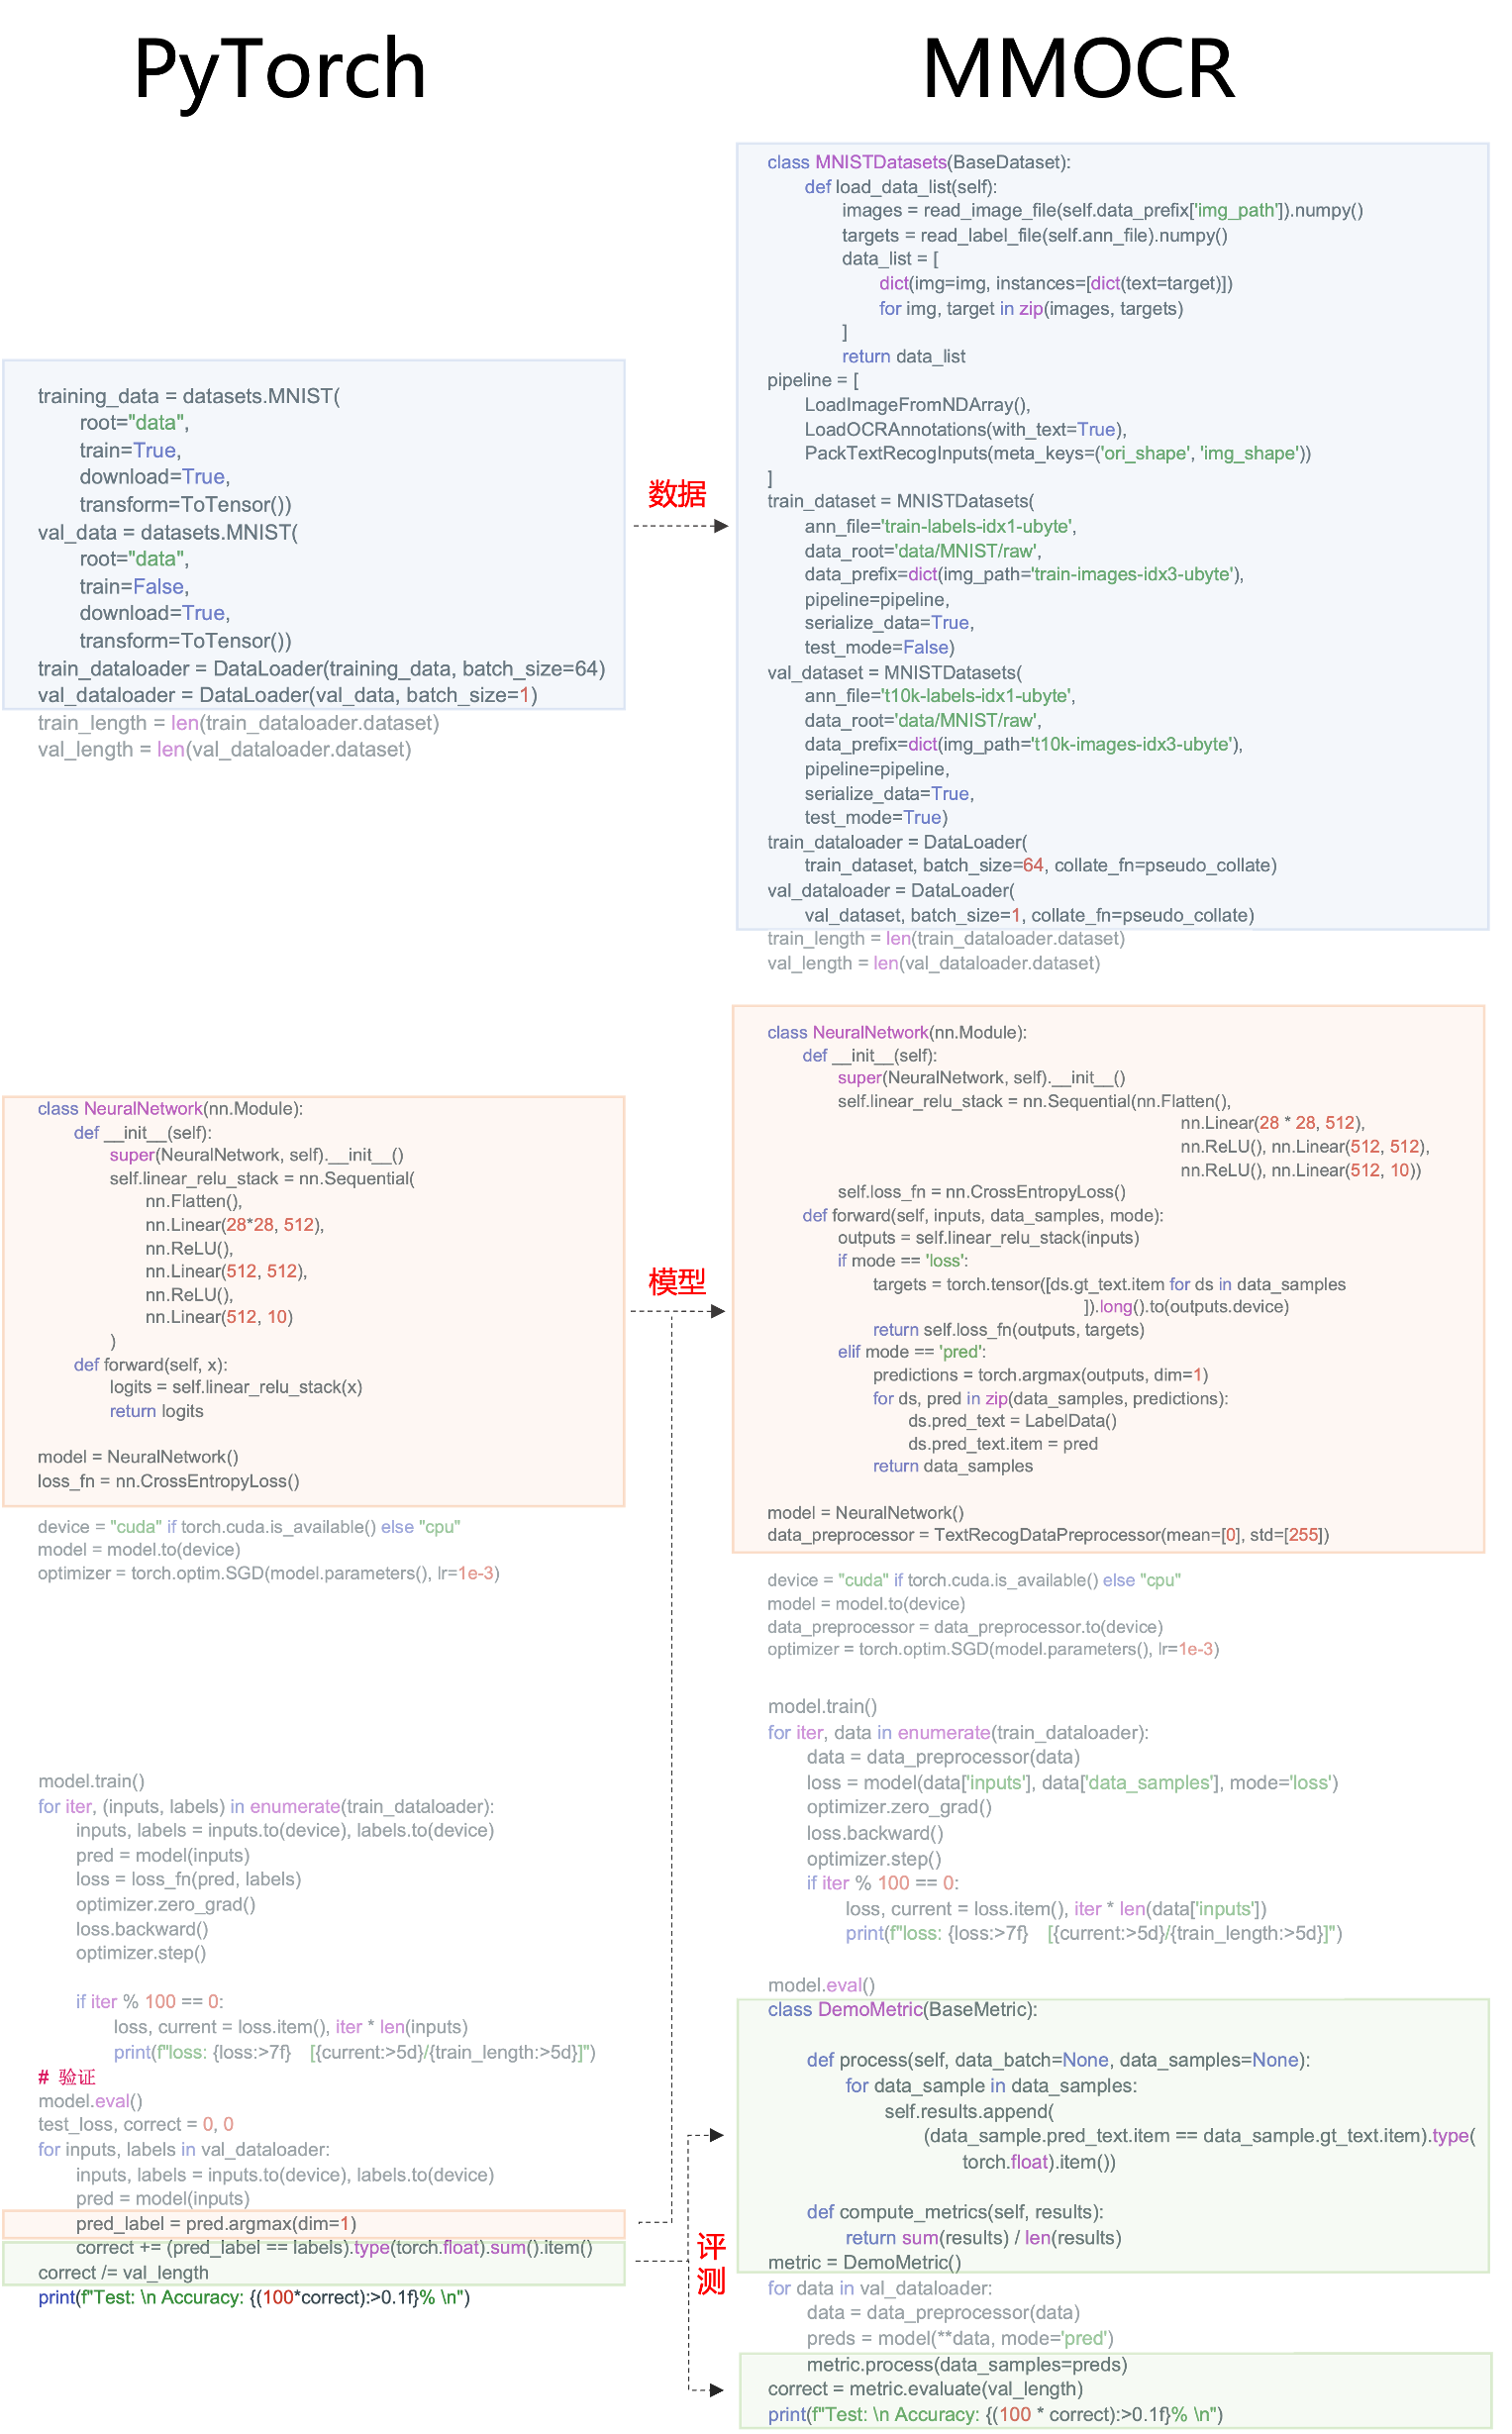 PyTorch
training_data = datasets.MNIST(
root="data",
train=True,
download=True,
transform=ToTensor())
val_data = datasets.MNIST(
root="data",
train=False,
download=True,
transform=ToTensor())
train_dataloader = DataLoader(training_data, batch_size=64)
val_dataloader = DataLoader(val_data, batch_size=1)
train_length = len(train_dataloader.dataset)
val_length = len(val_dataloader.dataset)
class NeuralNetwork(nn.Module):
def __init__(self):
super(NeuralNetwork, self).__init__()
self.linear_relu_stack = nn.Sequential(
nn.Flatten(),
nn.Linear(28*28, 512),
nn.ReLU(),
nn.Linear(512, 512),
nn.ReLU(),
nn.Linear(512, 10)
)
def forward(self, x):
logits = self.linear_relu_stack(x)
return logits
model = NeuralNetwork()
loss_fn = nn.CrossEntropyLoss()
device = "cuda" if torch.cuda.is_available() else "cpu"
model = model.to(device)
optimizer = torch.optim.SGD(model.parameters(), lr=1e-3)
model.train()
for iter, (inputs, labels) in enumerate(train_dataloader):
inputs, labels = inputs.to(device), labels.to(device)
pred = model(inputs)
loss = loss_fn(pred, labels)
optimizer.zero_grad()
loss.backward()
optimizer.step()
if iter % 100 == 0:
loss, current = loss.item(), iter * len(inputs)
print(f"loss: {loss:>7f} [{current:>5d}/{train_length:>5d}]")
# 验证
model.eval()
test_loss, correct = 0, 0
for inputs, labels in val_dataloader:
inputs, labels = inputs.to(device), labels.to(device)
pred = model(inputs)
pred_label = pred.argmax(dim=1)
correct += (pred_label == labels).type(torch.float).sum().item()
correct /= val_length
print(f"Test: \n Accuracy: {(100*correct):>0.1f}% \n")
数据
模型
评
测
MMOCR
class MNISTDatasets(BaseDataset):
def load_data_list(self):
images = read_image_file(self.data_prefix['img_path']).numpy()
targets = read_label_file(self.ann_file).numpy()
data_list = [
dict(img=img, instances=[dict(text=target)])
for img, target in zip(images, targets)
]
return data_list
pipeline = [
LoadImageFromNDArray(),
LoadOCRAnnotations(with_text=True),
PackTextRecogInputs(meta_keys=('ori_shape', 'img_shape'))
]
train_dataset = MNISTDatasets(
ann_file='train-labels-idx1-ubyte',
data_root='data/MNIST/raw',
data_prefix=dict(img_path='train-images-idx3-ubyte'),
pipeline=pipeline,
serialize_data=True,
test_mode=False)
val_dataset = MNISTDatasets(
ann_file='t10k-labels-idx1-ubyte',
data_root='data/MNIST/raw',
data_prefix=dict(img_path='t10k-images-idx3-ubyte'),
pipeline=pipeline,
serialize_data=True,
test_mode=True)
train_dataloader = DataLoader(
train_dataset, batch_size=64, collate_fn=pseudo_collate)
val_dataloader = DataLoader(
val_dataset, batch_size=1, collate_fn=pseudo_collate)
train_length = len(train_dataloader.dataset)
val_length = len(val_dataloader.dataset)
class NeuralNetwork(nn.Module):
def __init__(self):
super(NeuralNetwork, self).__init__()
self.linear_relu_stack = nn.Sequential(nn.Flatten(),
nn.Linear(28 * 28, 512),
nn.ReLU(), nn.Linear(512, 512),
nn.ReLU(), nn.Linear(512, 10))
self.loss_fn = nn.CrossEntropyLoss()
def forward(self, inputs, data_samples, mode):
outputs = self.linear_relu_stack(inputs)
if mode == 'loss':
targets = torch.tensor([ds.gt_text.item for ds in data_samples
]).long().to(outputs.device)
return self.loss_fn(outputs, targets)
elif mode == 'pred':
predictions = torch.argmax(outputs, dim=1)
for ds, pred in zip(data_samples, predictions):
ds.pred_text = LabelData()
ds.pred_text.item = pred
return data_samples
model = NeuralNetwork()
data_preprocessor = TextRecogDataPreprocessor(mean=[0], std=[255])
device = "cuda" if torch.cuda.is_available() else "cpu"
model = model.to(device)
data_preprocessor = data_preprocessor.to(device)
optimizer = torch.optim.SGD(model.parameters(), lr=1e-3)
model.train()
for iter, data in enumerate(train_dataloader):
data = data_preprocessor(data)
loss = model(data['inputs'], data['data_samples'], mode='loss')
optimizer.zero_grad()
loss.backward()
optimizer.step()
if iter % 100 == 0:
loss, current = loss.item(), iter * len(data['inputs'])
print(f"loss: {loss:>7f} [{current:>5d}/{train_length:>5d}]")
model.eval()
class DemoMetric(BaseMetric):
def process(self, data_batch=None, data_samples=None):
for data_sample in data_samples:
self.results.append(
(data_sample.pred_text.item == data_sample.gt_text.item).type(
torch.float).item())
def compute_metrics(self, results):
return sum(results) / len(results)
metric = DemoMetric()
for data in val_dataloader:
data = data_preprocessor(data)
preds = model(**data, mode='pred')
metric.process(data_samples=preds)
correct = metric.evaluate(val_length)
print(f"Test: \n Accuracy: {(100 * correct):>0.1f}% \n")